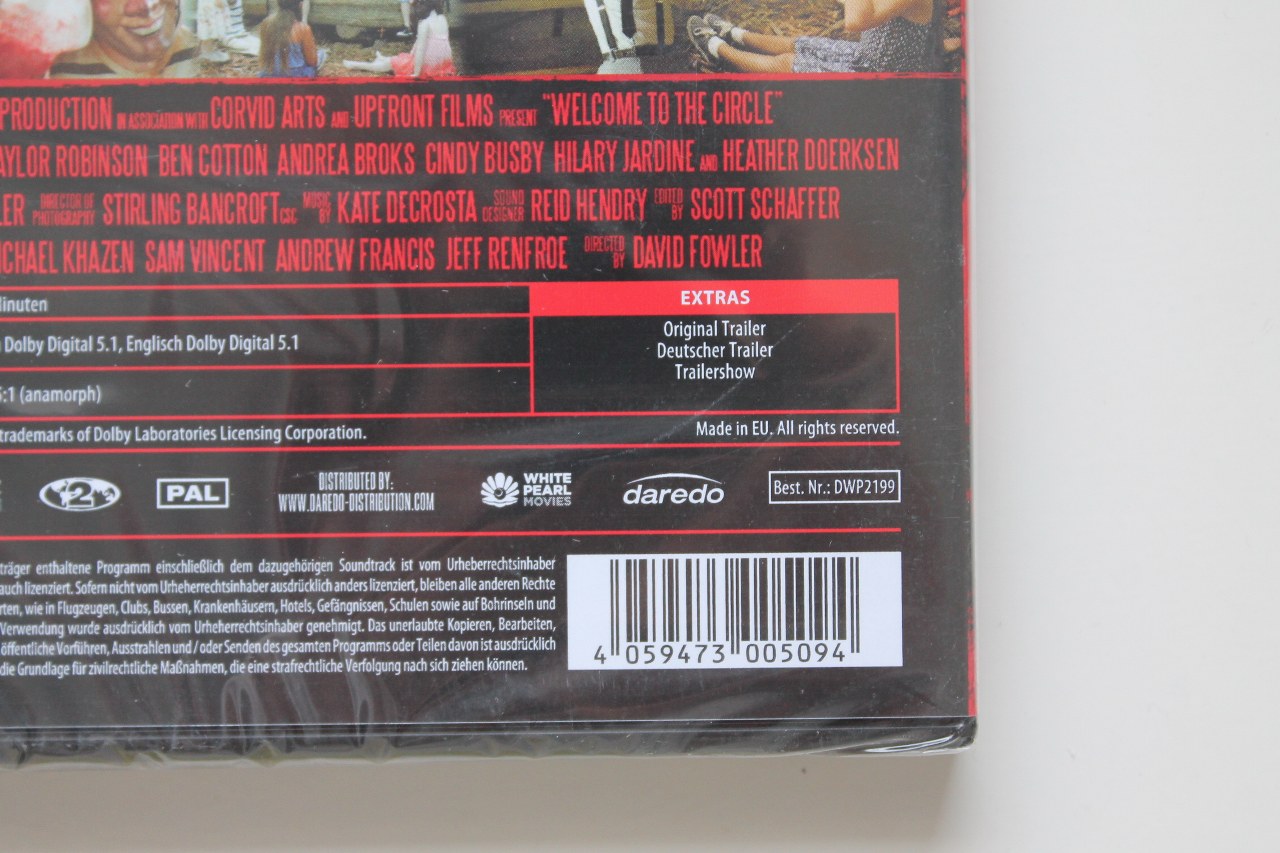 PRODUCTION IN ASSOCIATION WITH CORVID ARTS AND UPFRONT FILMS PRESENT "WELCOME TO THE CIRCLE"
AYLOR ROBINSON BEN COTTON ANDREA BROKS CINDY BUSBY HILARY JARDINE AND HEATHER DOERKSEN
LER DIRECTOR OF PHOTOGRAPHY STIRLING BANCROFT CSC MUSIC BY KATE DECROSTA SOUND DESIGNER REID HENDRY EDITED BY SCOTT SCHAFFER
ICHAEL KHAZEN SAM VINCENT ANDREW FRANCIS JEFF RENFROE DIRECTED BY DAVID FOWLER
Minuten
Dolby Digital 5.1, Englisch Dolby Digital 5.1
5:1 (anamorph)
EXTRAS
Original Trailer
Deutscher Trailer
Trailershow
trademarks of Dolby Laboratories Licensing Corporation.
Made in EU. All rights reserved.
2
PAL
DISTRIBUTED BY:
WWW.DAREDO-DISTRIBUTION.COM
WHITE
PEARL
MOVIES
daredo
Best. Nr.: DWP2199
träger enthaltene Programm einschließlich dem dazugehörigen Soundtrack ist vom Urheberrechtsinhaber
auch lizenziert. Sofern nicht vom Urheherrechtsinhaber ausdrücklich anders lizenziert, bleiben alle anderen Rechte
rten, wie in Flugzeugen, Clubs, Bussen, Krankenhäusern, Hotels, Gefängnissen, Schulen sowie auf Bohrinseln und
Verwendung wurde ausdrücklich vom Urheherrechtsinhaber genehmigt. Das unerlaubte Kopieren, Bearbeiten,
öffentliche Vorführen, Ausstrahlen und / oder Senden des gesamten Programms oder Teilen davon ist ausdrücklich
die Grundlage für zivilrechtliche Maßnahmen, die eine strafrechtliche Verfolgung nach sich ziehen können.
4 059473 005094